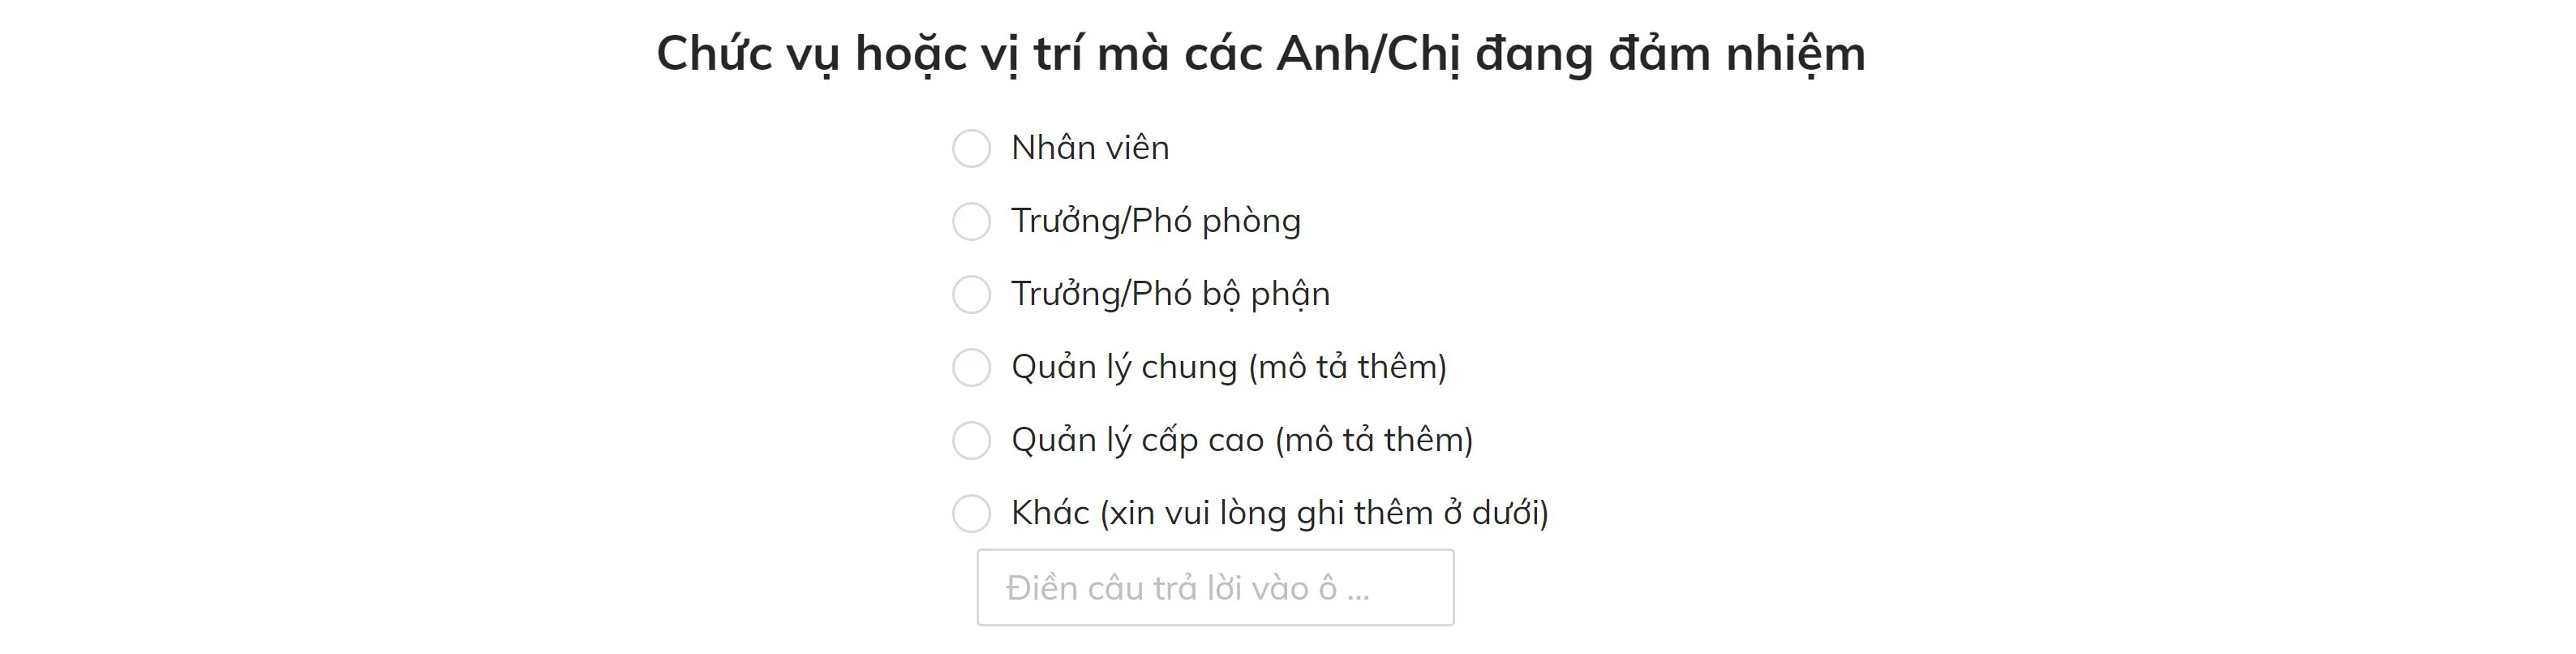 Chức vụ hoặc vị trí mà các Anh/Chị đang đảm nhiệm
Nhân viên
Trưởng/Phó phòng
Trưởng/Phó bộ phận
Quản lý chung (mô tả thêm)
Quản lý cấp cao (mô tả thêm)
Khác (xin vui lòng ghi thêm ở dưới)
Điền câu trả lời vào ô ...